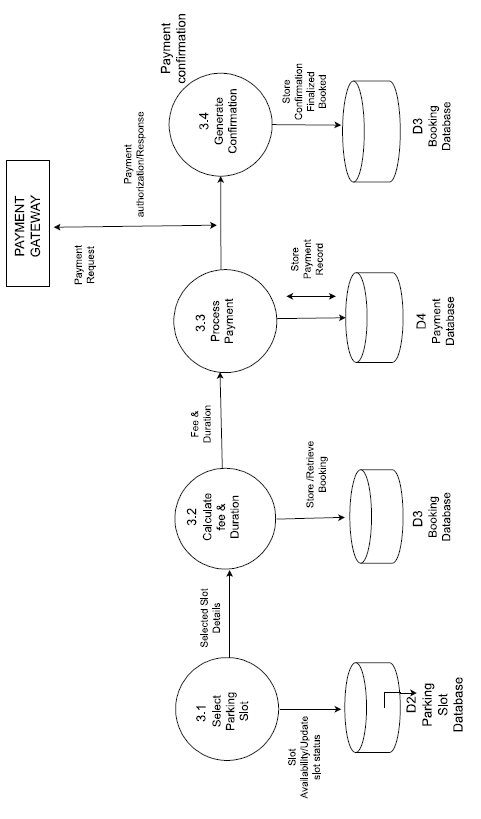 PAYMENT
GATEWAY
Payment
Request
Payment
authorization/Response
Payment
confirmation
3.1
Select
Parking
Slot
Selected Slot
Details
3.2
Calculate
fee &
Duration
Fee &
Duration
3.3
Process
Payment
3.4
Generate
Confirmation
Slot
Availability/Update
slot status
Store /Retrieve
Booking
Store
Payment
Record
Store
Confirmation
Finalized
Booked
D2
Parking
Slot
Database
D3
Booking
Database
D4
Payment
Database
D3
Booking
Database